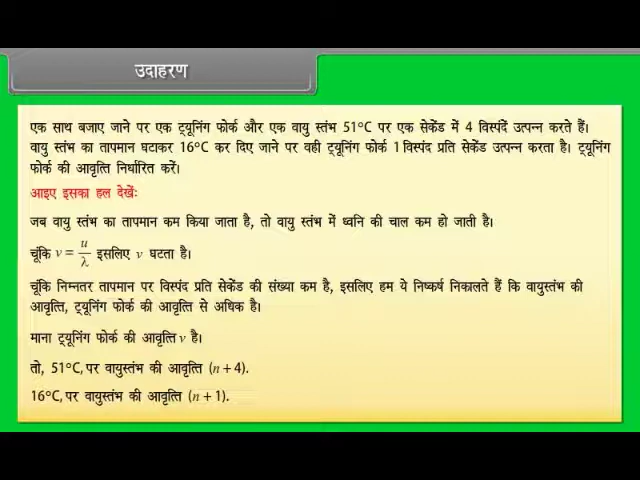 उदाहरण
एक साथ बजाए जाने पर एक ट्यूनिंग फोर्क और एक वायु स्तंभ 51°C पर एक सेकेंड में 4 विस्पंदें उत्पन्न करते हैं।
वायु स्तंभ का तापमान घटाकर 16°C कर दिए जाने पर वही ट्यूनिंग फोर्क 1 विस्पंद प्रति सेकेंड उत्पन्न करता है। ट्यूनिंग
फोर्क की आवृत्ति निर्धारित करें।
आइए इसका हल देखेंः
जब वायु स्तंभ का तापमान कम किया जाता है, तो वायु स्तंभ में ध्वनि की चाल कम हो जाती है।
चूंकि v = u/λ इसलिए v घटता है।
चूंकि निम्नतर तापमान पर विस्पंद प्रति सेकेंड की संख्या कम है, इसलिए हम ये निष्कर्ष निकालते हैं कि वायुस्तंभ की
आवृत्ति, ट्यूनिंग फोर्क की आवृत्ति से अधिक है।
माना ट्यूनिंग फोर्क की आवृत्ति v है।
तो, 51°C, पर वायुस्तंभ की आवृत्ति (n + 4).
16°C, पर वायुस्तंभ की आवृत्ति (n + 1).